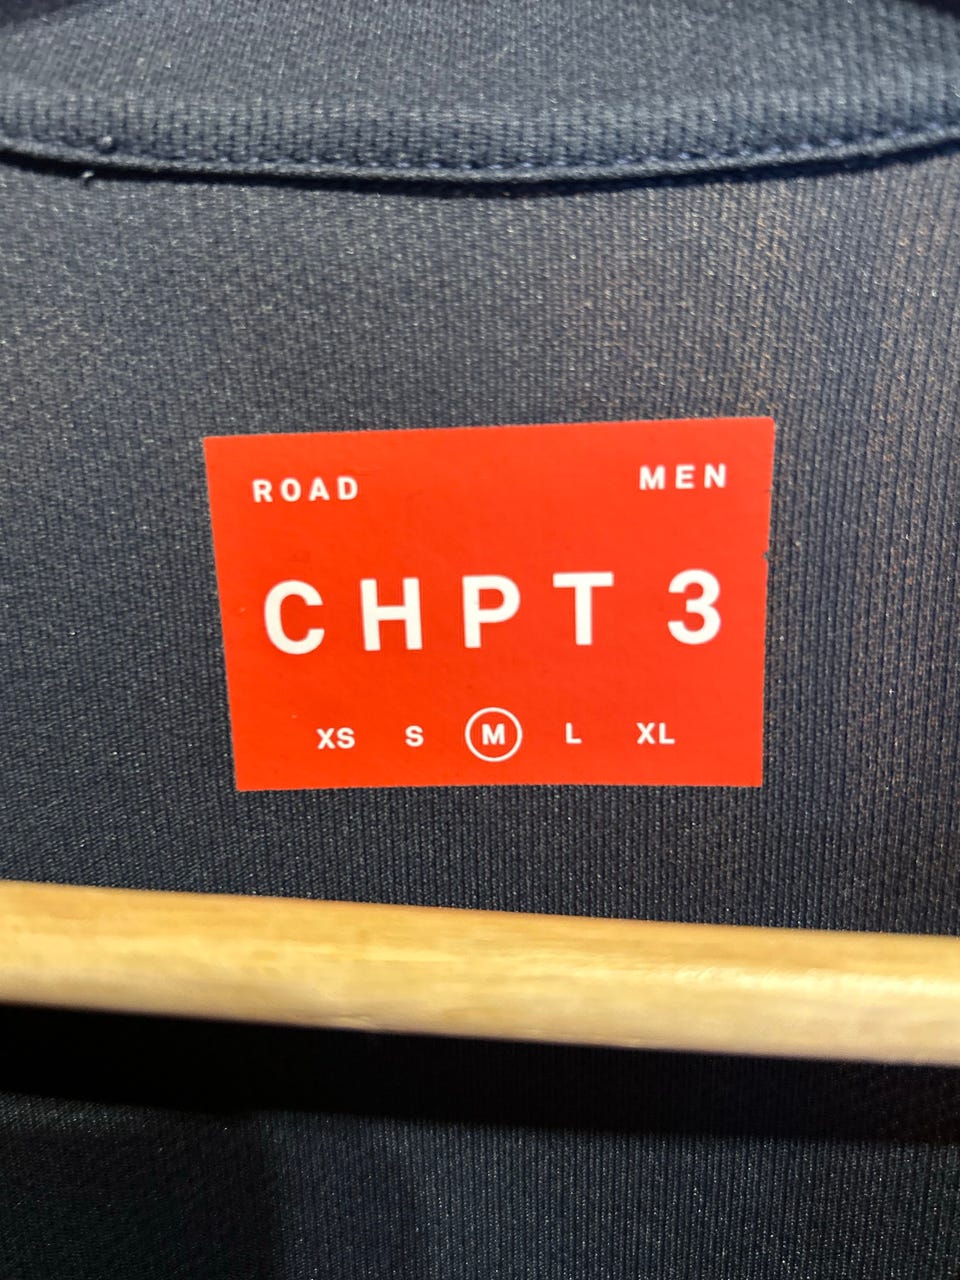 ROAD MEN
CHPT 3
XS S M L XL